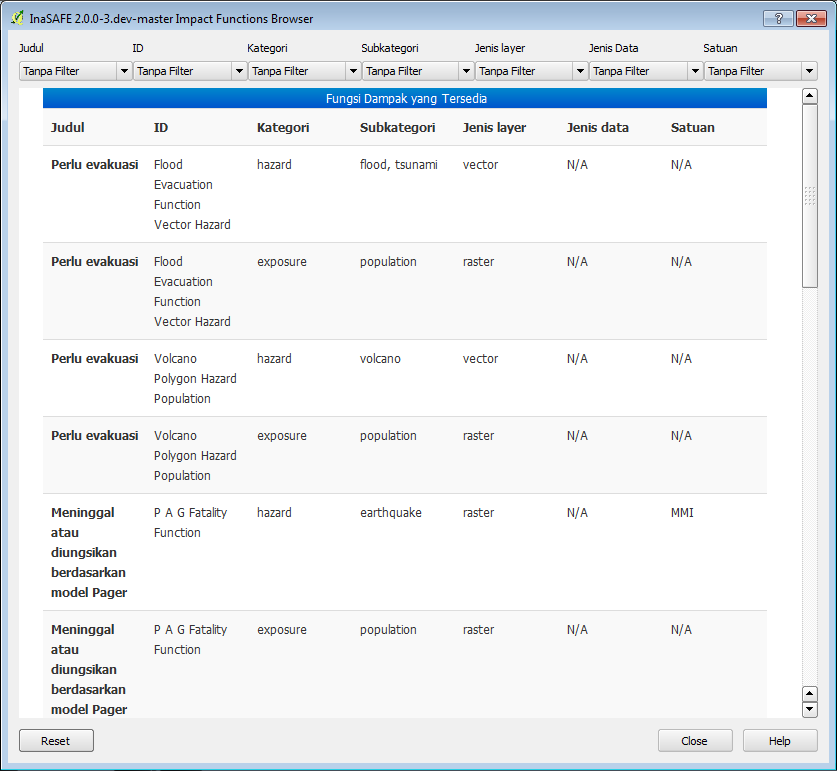 InaSAFE 2.0.0-3.dev-master Impact Functions Browser
Judul ID Kategori Subkategori Jenis layer Jenis Data Satuan
Tanpa Filter Tanpa Filter Tanpa Filter Tanpa Filter Tanpa Filter Tanpa Filter Tanpa Filter
Fungsi Dampak yang Tersedia
Judul ID Kategori Subkategori Jenis layer Jenis data Satuan
Perlu evakuasi Flood hazard flood, tsunami vector N/A N/A
Evacuation
Function
Vector Hazard
Perlu evakuasi Flood exposure population raster N/A N/A
Evacuation
Function
Vector Hazard
Perlu evakuasi Volcano hazard volcano vector N/A N/A
Polygon Hazard
Population
Perlu evakuasi Volcano exposure population raster N/A N/A
Polygon Hazard
Population
Meninggal P A G Fatality hazard earthquake raster N/A MMI
atau Function
diungsikan
berdasarkan
model Pager
Meninggal P A G Fatality exposure population raster N/A N/A
atau Function
diungsikan
berdasarkan
model Pager
Reset Close Help